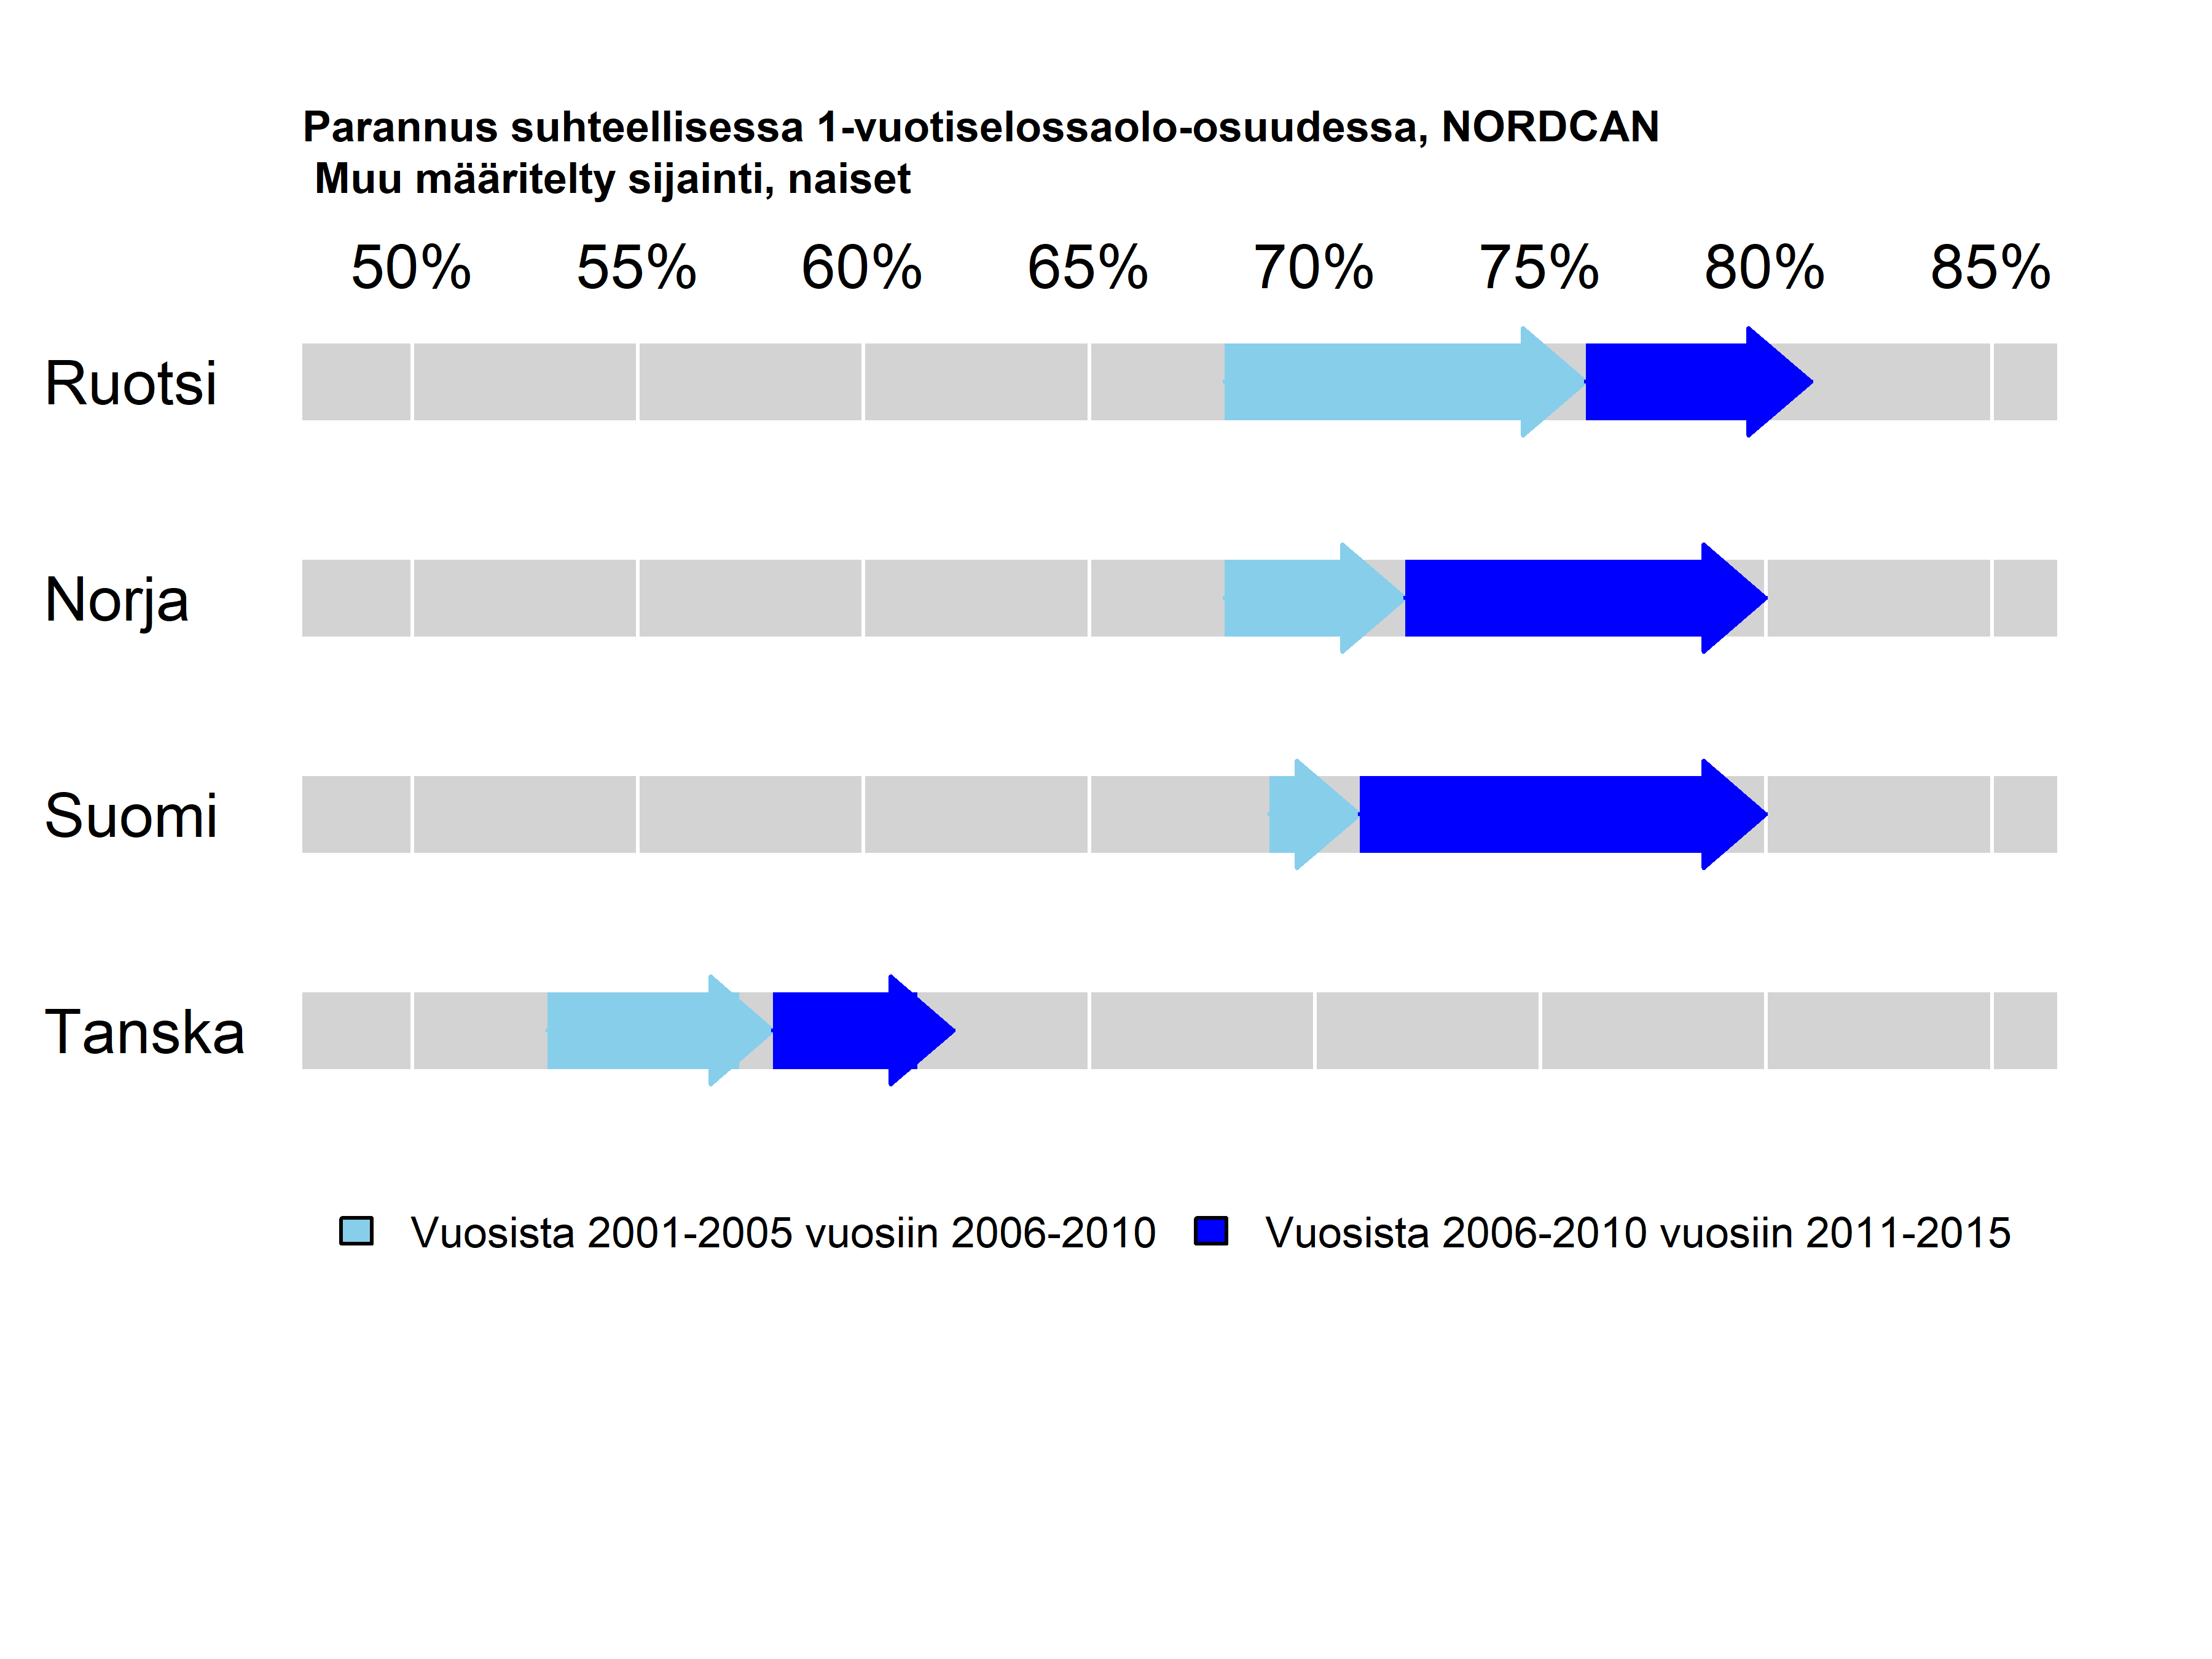 Parannus suhteellisessa 1-vuotiselossaolo-osuudessa, NORDCAN
Muu määritelty sijainti, naiset
50% 55% 60% 65% 70% 75% 80% 85%
Ruotsi
Norja
Suomi
Tanska
Vuosista 2001-2005 vuosiin 2006-2010 Vuosista 2006-2010 vuosiin 2011-2015